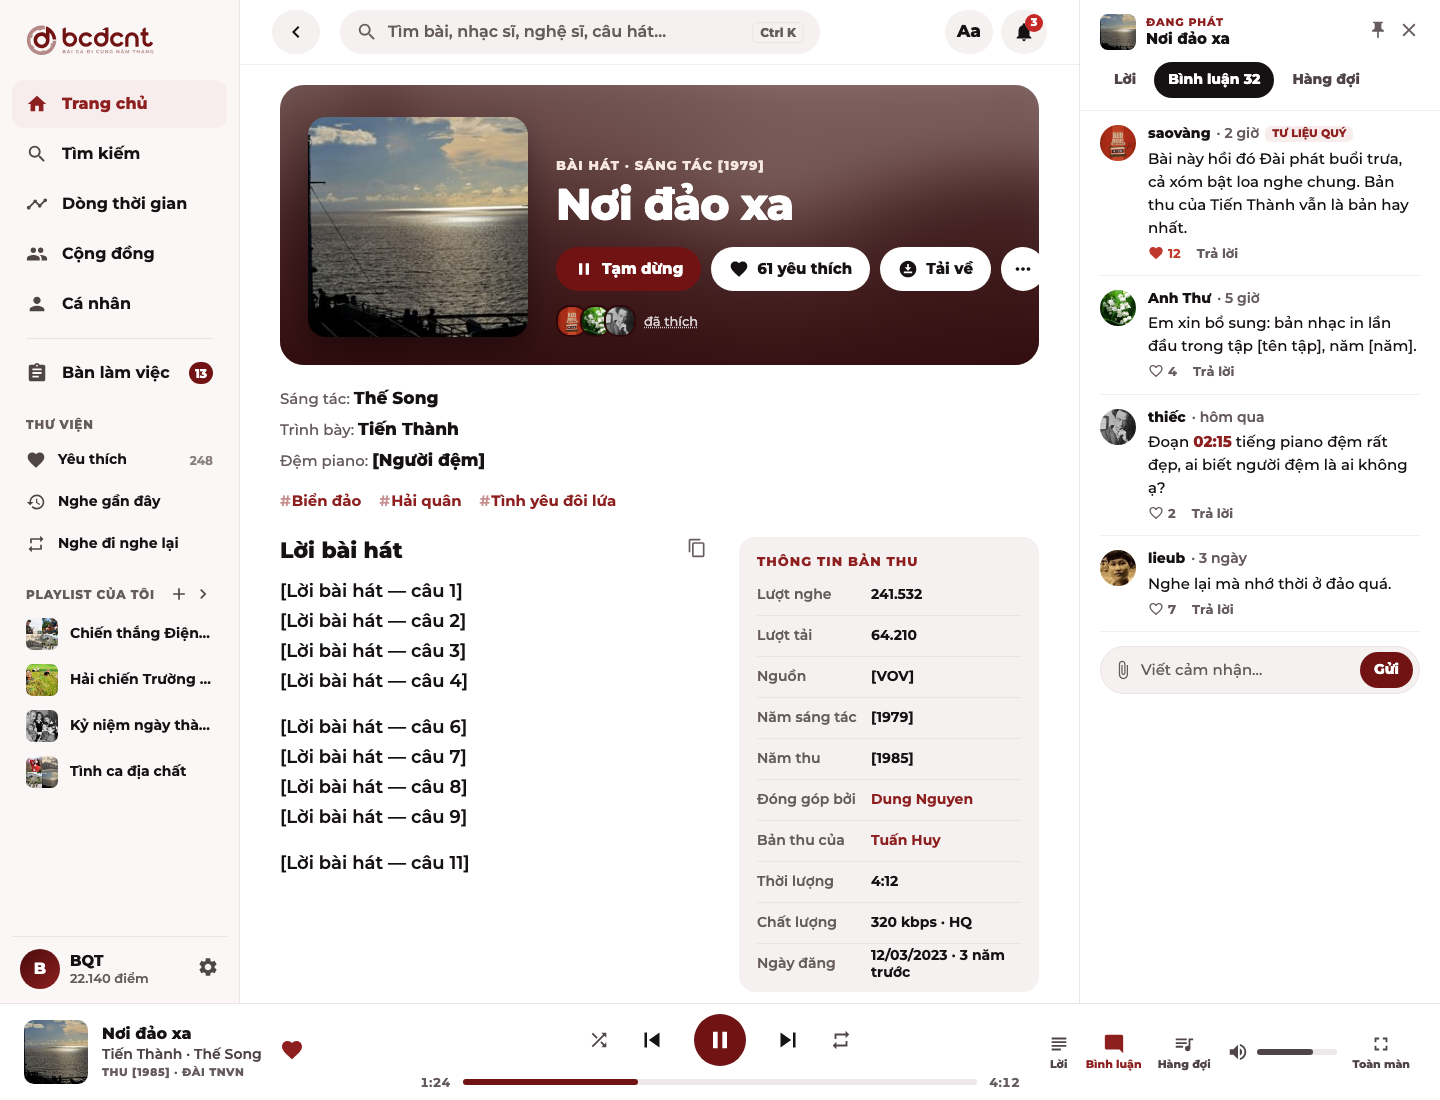 bcdcnt
BÀI CA ĐI CÙNG NĂM THÁNG
Trang chủ
Tìm kiếm
Dòng thời gian
Cộng đồng
Cá nhân
Bàn làm việc 13
THƯ VIỆN
Yêu thích 248
Nghe gần đây
Nghe đi nghe lại
PLAYLIST CỦA TÔI
Chiến thắng Điện...
Hải chiến Trường ...
Kỷ niệm ngày thà...
Tình ca địa chất
B
BQT
22.140 điểm
Tìm bài, nhạc sĩ, nghệ sĩ, câu hát...
Ctrl K
Aa
3
BÀI HÁT · SÁNG TÁC [1979]
Nơi đảo xa
Tạm dừng
61 yêu thích
Tải về
đã thích
Sáng tác: Thế Song
Trình bày: Tiến Thành
Đệm piano: [Người đệm]
#Biển đảo #Hải quân #Tình yêu đôi lứa
Lời bài hát
[Lời bài hát — câu 1]
[Lời bài hát — câu 2]
[Lời bài hát — câu 3]
[Lời bài hát — câu 4]
[Lời bài hát — câu 6]
[Lời bài hát — câu 7]
[Lời bài hát — câu 8]
[Lời bài hát — câu 9]
[Lời bài hát — câu 11]
THÔNG TIN BẢN THU
Lượt nghe 241.532
Lượt tải 64.210
Nguồn [VOV]
Năm sáng tác [1979]
Năm thu [1985]
Đóng góp bởi Dung Nguyen
Bản thu của Tuấn Huy
Thời lượng 4:12
Chất lượng 320 kbps · HQ
Ngày đăng 12/03/2023 · 3 năm
trước
ĐANG PHÁT
Nơi đảo xa
Lời
Bình luận 32
Hàng đợi
saovàng · 2 giờ TƯ LIỆU QUÝ
Bài này hồi đó Đài phát buổi trưa,
cả xóm bật loa nghe chung. Bản
thu của Tiến Thành vẫn là bản hay
nhất.
12 Trả lời
Anh Thư · 5 giờ
Em xin bổ sung: bản nhạc in lần
đầu trong tập [tên tập], năm [năm].
4 Trả lời
thiếc · hôm qua
Đoạn 02:15 tiếng piano đệm rất
đẹp, ai biết người đệm là ai không
ạ?
2 Trả lời
lieub · 3 ngày
Nghe lại mà nhớ thời ở đảo quá.
7 Trả lời
Viết cảm nhận...
Gửi
Nơi đảo xa
Tiến Thành · Thế Song
THU [1985] · ĐÀI TNVN
1:24
4:12
Lời
Bình luận
Hàng đợi
Toàn màn